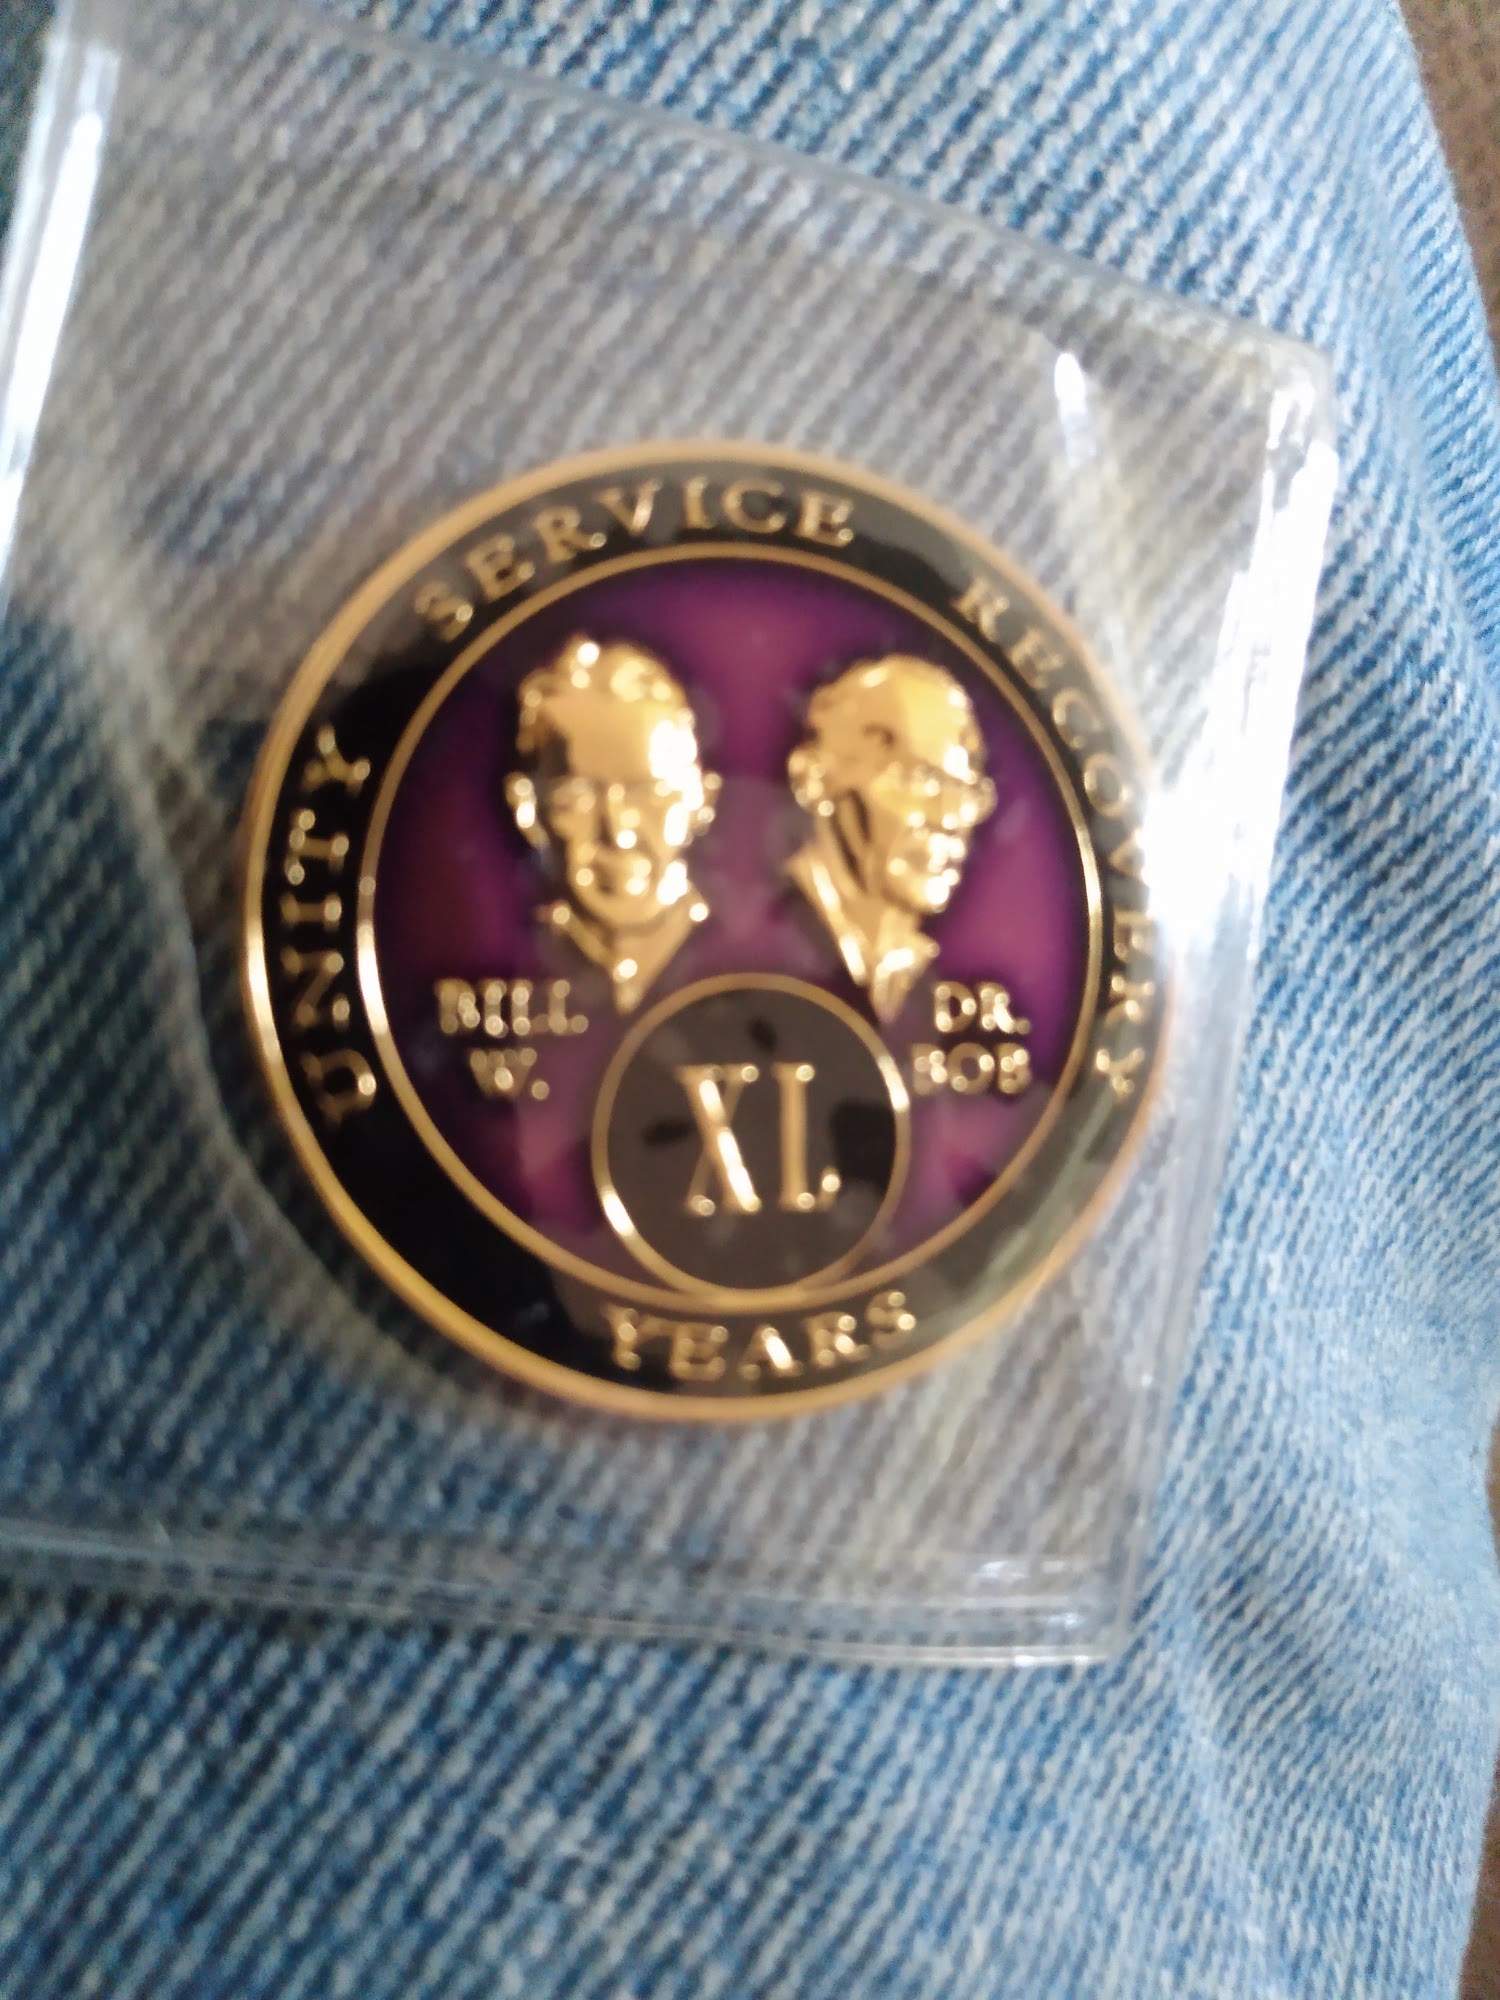 UNITY SERVICE RECOVERY
BILL W.
DR. BOB
XL
YEARS